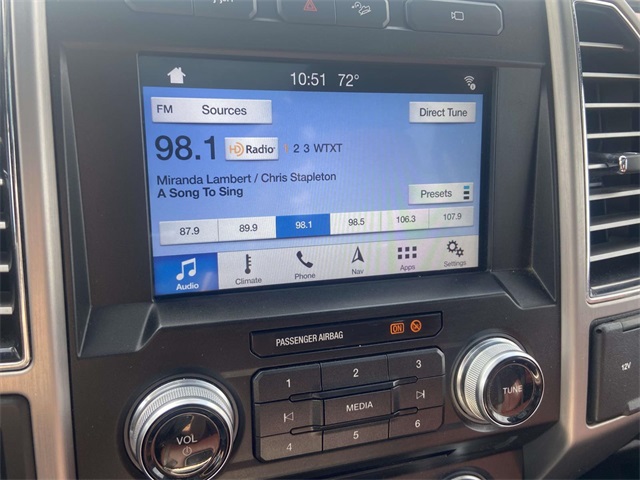 10:51 72°
FM Sources
Direct Tune
98.1 HD Radio 1 2 3 WTXT
Miranda Lambert / Chris Stapleton
A Song To Sing
Presets
87.9 89.9 98.1 98.5 106.3 107.9
Audio Climate Phone Nav Apps Settings
PASSENGER AIRBAG ON
1 2 3
MEDIA
4 5 6
VOL
TUNE
12V